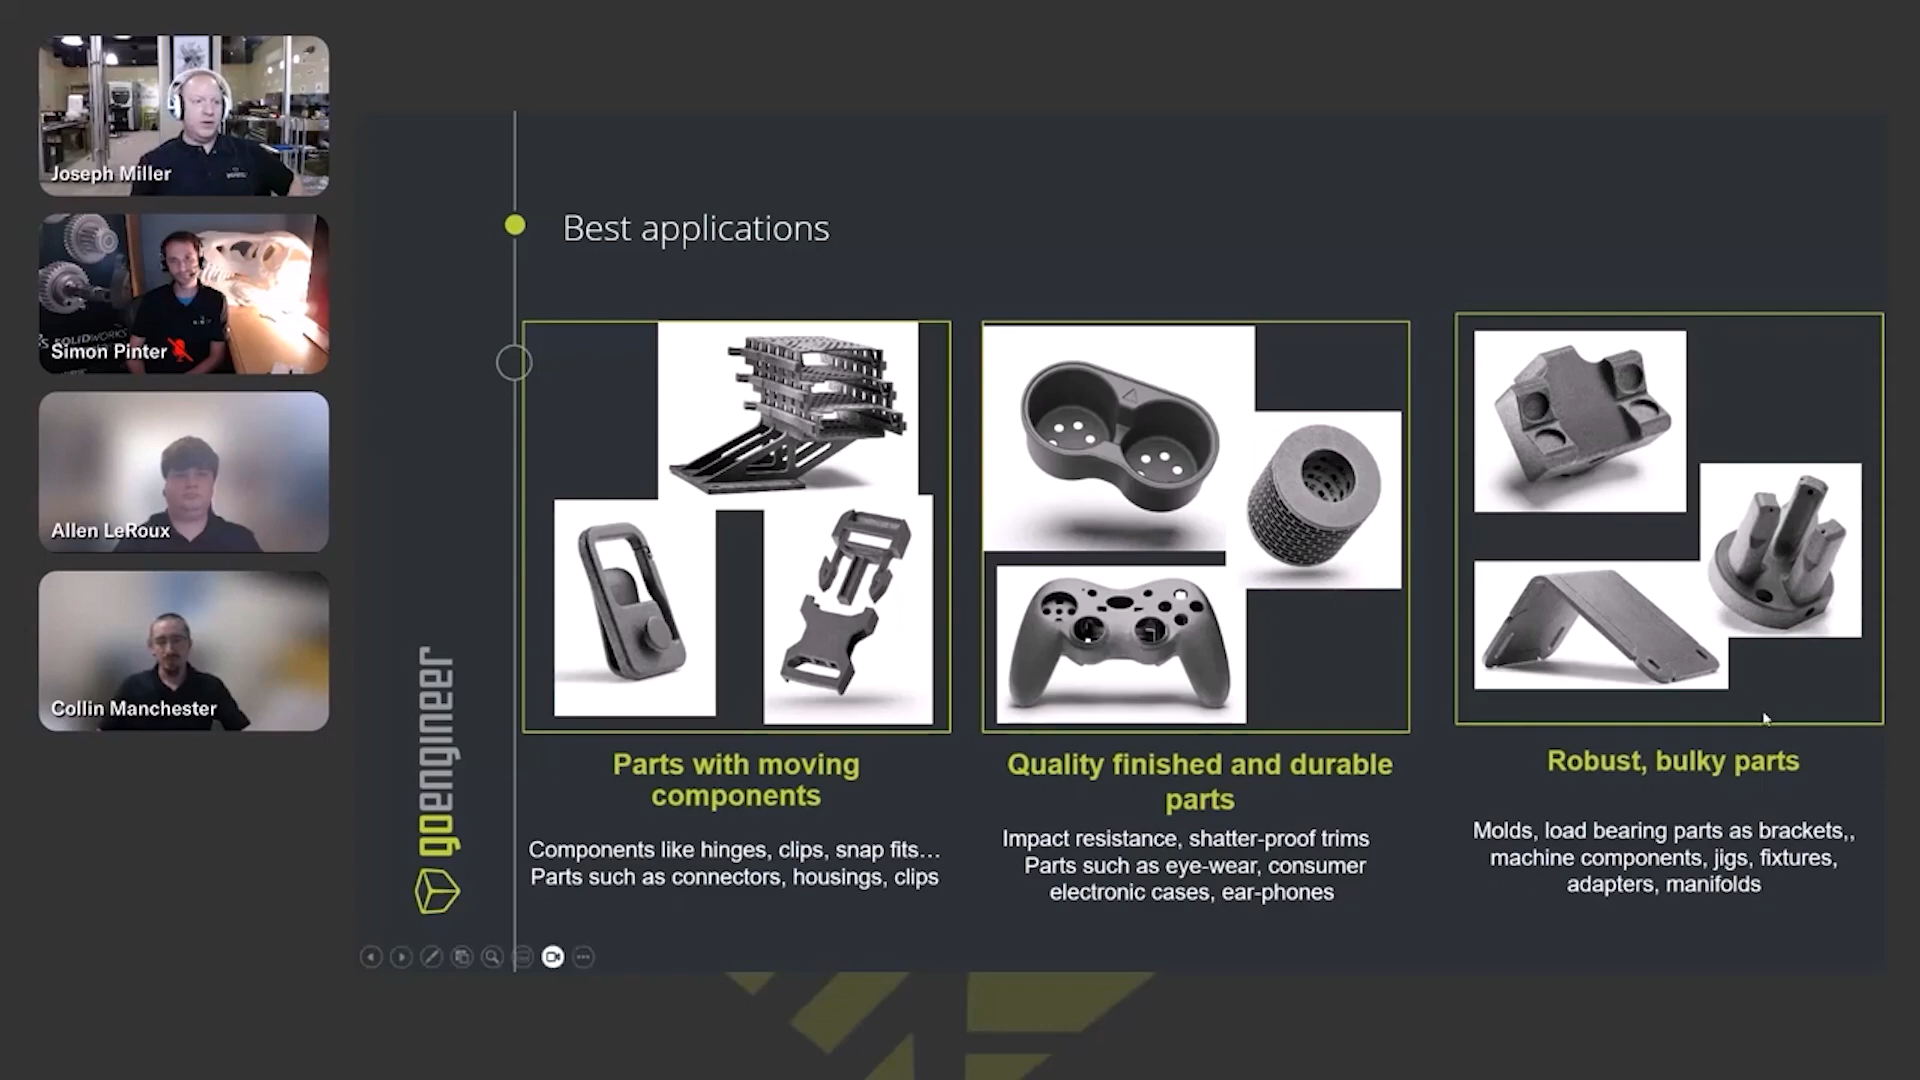 Joseph Miller
SOLIDWORKS
Simon Pinter
Allen LeRoux
Collin Manchester
goengineer
Best applications
Parts with moving
components
Components like hinges, clips, snap fits...
Parts such as connectors, housings, clips
Quality finished and durable
parts
Impact resistance, shatter-proof trims
Parts such as eye-wear, consumer
electronic cases, ear-phones
Robust, bulky parts
Molds, load bearing parts as brackets,,
machine components, jigs, fixtures,
adapters, manifolds